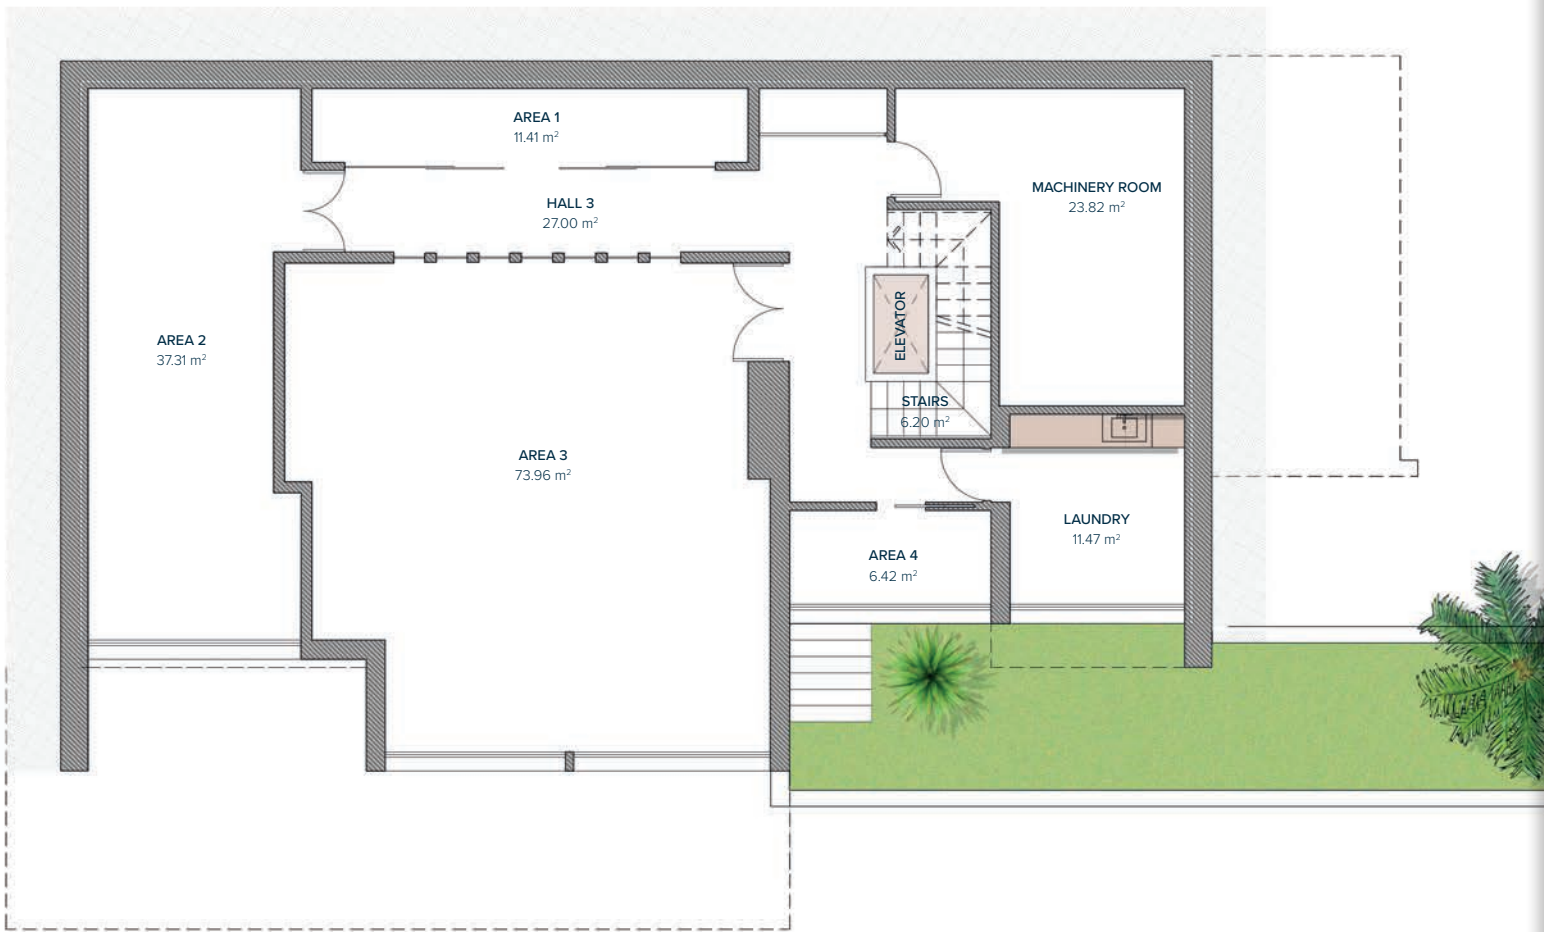 AREA 1
11.41 m²
MACHINERY ROOM
23.82 m²
HALL 3
27.00 m²
ELEVATOR
AREA 2
37.31 m²
STAIRS
6.20 m²
AREA 3
73.96 m²
LAUNDRY
11.47 m²
AREA 4
6.42 m²